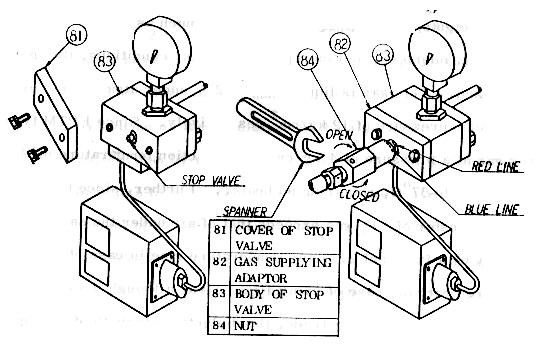 81
83
84
82
83
OPEN
STOP VALVE
CLOSED
RED LINE
BLUE LINE
SPANNER
81 COVER OF STOP
VALVE
82 GAS SUPPLYING
ADAPTOR
83 BODY OF STOP
VALVE
84 NUT